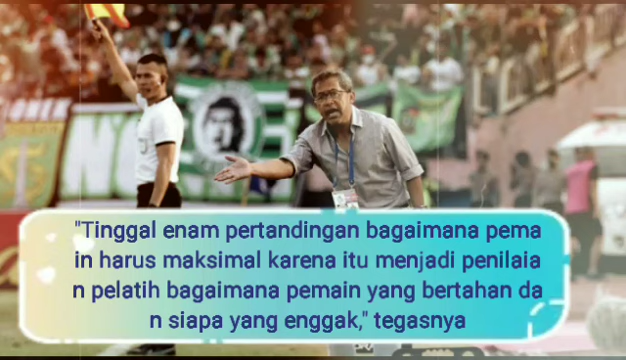 "Tinggal enam pertandingan bagaimana pema
in harus maksimal karena itu menjadi penilaia
n pelatih bagaimana pemain yang bertahan da
n siapa yang enggak," tegasnya